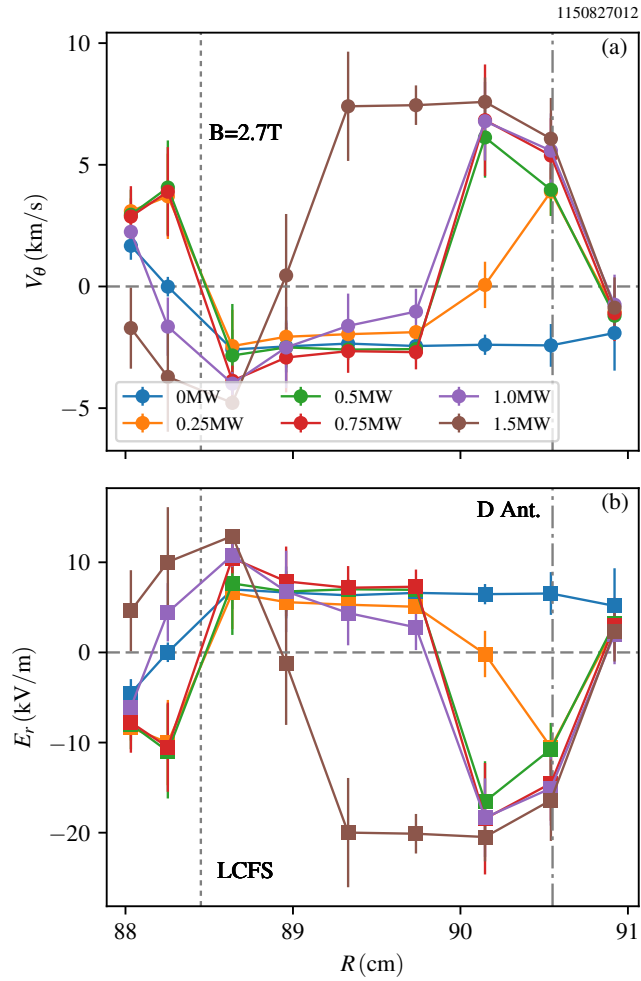 1150827012
(a)
10
B=2.7T
5
V_θ (km/s)
0
−5
0MW 0.5MW 1.0MW
0.25MW 0.75MW 1.5MW
(b)
D Ant.
10
0
E_r (kV/m)
−10
−20
LCFS
88 89 90 91
R (cm)